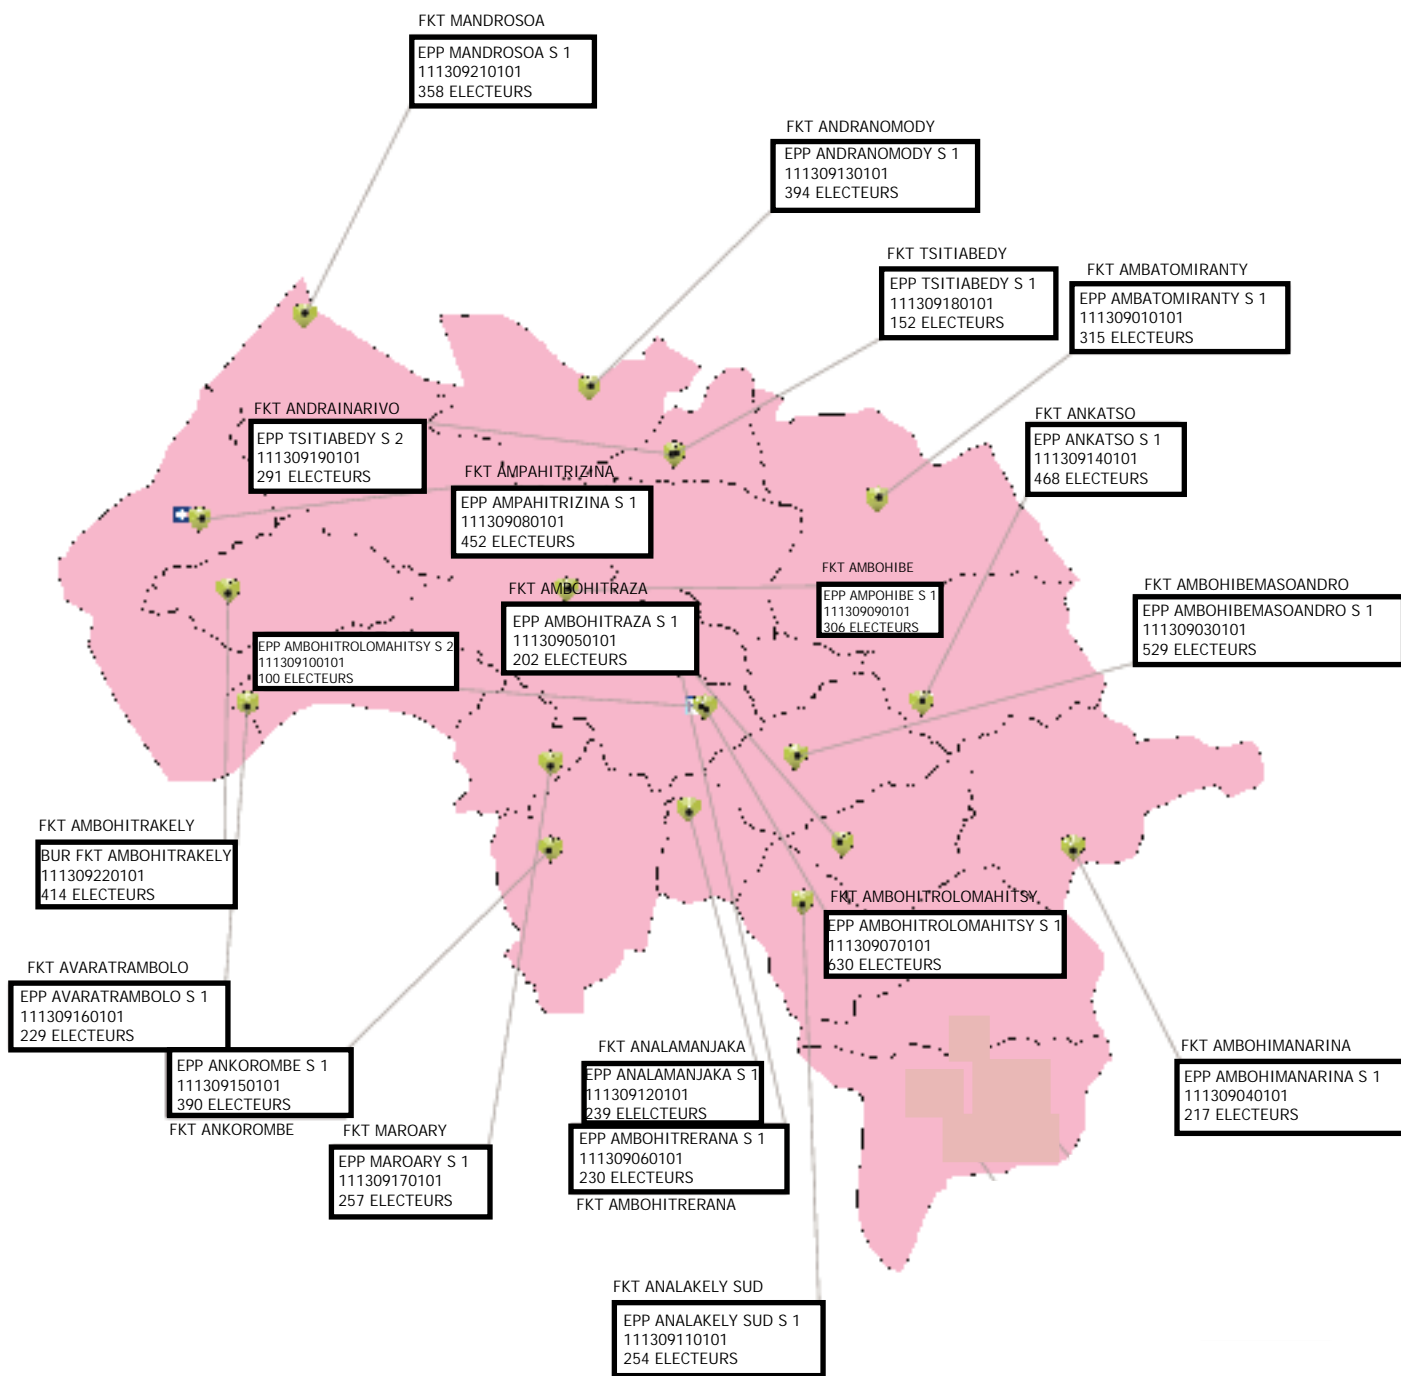 FKT MANDROSOA
EPP MANDROSOA S 1
111309210101
358 ELECTEURS
FKT ANDRANOMODY
EPP ANDRANOMODY S 1
111309130101
394 ELECTEURS
FKT TSITIABEDY
EPP TSITIABEDY S 1
111309180101
152 ELECTEURS
FKT AMBATOMIRANTY
EPP AMBATOMIRANTY S 1
111309010101
315 ELECTEURS
FKT ANDRAINARIVO
EPP TSITIABEDY S 2
111309190101
291 ELECTEURS
FKT ANKATSO
EPP ANKATSO S 1
111309140101
468 ELECTEURS
FKT AMPAHITRIZINA
EPP AMPAHITRIZINA S 1
111309080101
452 ELECTEURS
FKT AMBOHIBE
EPP AMPOHIBE S 1
111309090101
306 ELECTEURS
FKT AMBOHITRAZA
EPP AMBOHITRAZA S 1
111309050101
202 ELECTEURS
FKT AMBOHIBEMASOANDRO
EPP AMBOHIBEMASOANDRO S 1
111309030101
529 ELECTEURS
EPP AMBOHITROLOMAHITSY S 2
111309100101
100 ELECTEURS
FKT AMBOHITRAKELY
BUR FKT AMBOHITRAKELY
111309220101
414 ELECTEURS
FKT AMBOHITROLOMAHITSY
EPP AMBOHITROLOMAHITSY S 1
111309070101
630 ELECTEURS
FKT AVARATRAMBOLO
EPP AVARATRAMBOLO S 1
111309160101
229 ELECTEURS
EPP ANKOROMBE S 1
111309150101
390 ELECTEURS
FKT ANKOROMBE
FKT ANALAMANJAKA
EPP ANALAMANJAKA S 1
111309120101
239 ELELCTEURS
EPP AMBOHITRERANA S 1
111309060101
230 ELECTEURS
FKT AMBOHITRERANA
FKT AMBOHIMANARINA
EPP AMBOHIMANARINA S 1
111309040101
217 ELECTEURS
FKT MAROARY
EPP MAROARY S 1
111309170101
257 ELECTEURS
FKT ANALAKELY SUD
EPP ANALAKELY SUD S 1
111309110101
254 ELECTEURS